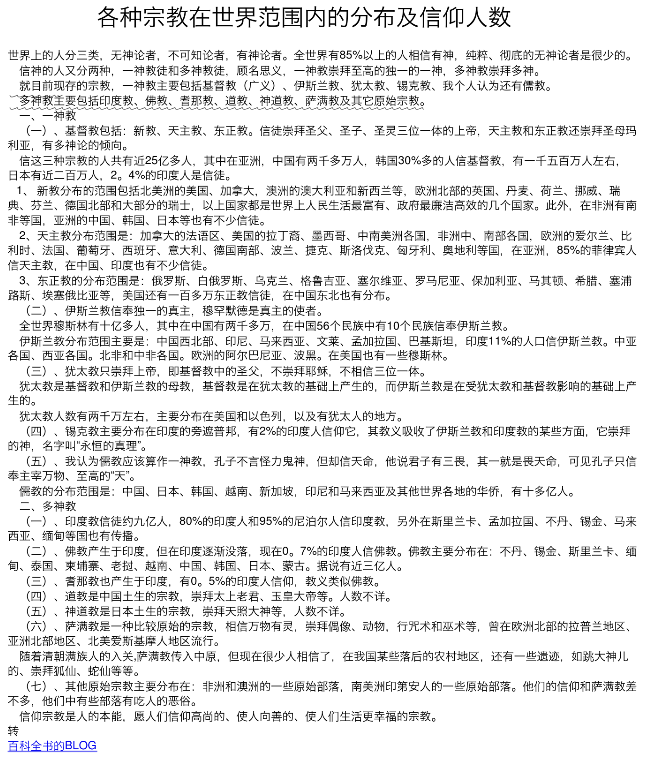 各种宗教在世界范围内的分布及信仰人数
世界上的人分三类，无神论者，不可知论者，有神论者。全世界有85%以上的人相信有神，纯粹、彻底的无神论者是很少的。
信神的人又分两种，一神教徒和多神教徒，顾名思义，一神教崇拜至高的独一的一神，多神教崇拜多神。
就目前现存的宗教，一神教主要包括基督教（广义）、伊斯兰教、犹太教、锡克教、我个人认为还有儒教。
多神教主要包括印度教、佛教、耆那教、道教、神道教、萨满教及其它原始宗教。
一、一神教
（一）、基督教包括：新教、天主教、东正教。信徒崇拜圣父、圣子、圣灵三位一体的上帝，天主教和东正教还崇拜圣母玛
利亚，有多神论的倾向。
信这三种宗教的人共有近25亿多人，其中在亚洲，中国有两千多万人，韩国30%多的人信基督教，有一千五百万人左右，
日本有近二百万人，2。4%的印度人是信徒。
1、 新教分布的范围包括北美洲的美国、加拿大，澳洲的澳大利亚和新西兰等，欧洲北部的英国、丹麦、荷兰、挪威、瑞
典、芬兰、德国北部和大部分的瑞士，以上国家都是世界上人民生活最富有、政府最廉洁高效的几个国家。此外，在非洲有南
非等国，亚洲的中国、韩国、日本等也有不少信徒。
2、天主教分布范围是：加拿大的法语区、美国的拉丁裔、墨西哥、中南美洲各国，非洲中、南部各国，欧洲的爱尔兰、比
利时、法国、葡萄牙、西班牙、意大利、德国南部、波兰、捷克、斯洛伐克、匈牙利、奥地利等国，在亚洲，85%的菲律宾人
信天主教，在中国、印度也有不少信徒。
3、东正教的分布范围是：俄罗斯、白俄罗斯、乌克兰、格鲁吉亚、塞尔维亚、罗马尼亚、保加利亚、马其顿、希腊、塞浦
路斯、埃塞俄比亚等，美国还有一百多万东正教信徒，在中国东北也有分布。
（二）、伊斯兰教信奉独一的真主，穆罕默德是真主的使者。
全世界穆斯林有十亿多人，其中在中国有两千多万，在中国56个民族中有10个民族信奉伊斯兰教。
伊斯兰教分布范围主要是：中国西北部、印尼、马来西亚、文莱、孟加拉国、巴基斯坦，印度11%的人口信伊斯兰教。中亚
各国、西亚各国。北非和中非各国。欧洲的阿尔巴尼亚、波黑。在美国也有一些穆斯林。
（三）、犹太教只崇拜上帝，即基督教中的圣父，不崇拜耶稣，不相信三位一体。
犹太教是基督教和伊斯兰教的母教，基督教是在犹太教的基础上产生的，而伊斯兰教是在受犹太教和基督教影响的基础上产
生的。
犹太教人数有两千万左右，主要分布在美国和以色列，以及有犹太人的地方。
（四）、锡克教主要分布在印度的旁遮普邦，有2%的印度人信仰它，其教义吸收了伊斯兰教和印度教的某些方面，它崇拜
的神，名字叫“永恒的真理”。
（五）、我认为儒教应该算作一神教，孔子不言怪力鬼神，但却信天命，他说君子有三畏，其一就是畏天命，可见孔子只信
奉主宰万物、至高的“天”。
儒教的分布范围是：中国、日本、韩国、越南、新加坡，印尼和马来西亚及其他世界各地的华侨，有十多亿人。
二、多神教
（一）、印度教信徒约九亿人，80%的印度人和95%的尼泊尔人信印度教，另外在斯里兰卡、孟加拉国、不丹、锡金、马来
西亚、缅甸等国也有传播。
（二）、佛教产生于印度，但在印度逐渐没落，现在0。7%的印度人信佛教。佛教主要分布在：不丹、锡金、斯里兰卡、缅
甸、泰国、柬埔寨、老挝、越南、中国、韩国、日本、蒙古。据说有近三亿人。
（三）、耆那教也产生于印度，有0。5%的印度人信仰，教义类似佛教。
（四）、道教是中国土生的宗教，崇拜太上老君、玉皇大帝等。人数不详。
（五）、神道教是日本土生的宗教，崇拜天照大神等，人数不详。
（六）、萨满教是一种比较原始的宗教，相信万物有灵，崇拜偶像、动物，行咒术和巫术等，曾在欧洲北部的拉普兰地区、
亚洲北部地区、北美爱斯基摩人地区流行。
随着清朝满族人的入关,萨满教传入中原，但现在很少人相信了，在我国某些落后的农村地区，还有一些遗迹，如跳大神儿
的、崇拜狐仙、蛇仙等等。
（七）、其他原始宗教主要分布在：非洲和澳洲的一些原始部落，南美洲印第安人的一些原始部落。他们的信仰和萨满教差
不多，他们中有些部落有吃人的恶俗。
信仰宗教是人的本能，愿人们信仰高尚的、使人向善的、使人们生活更幸福的宗教。
转
百科全书的BLOG